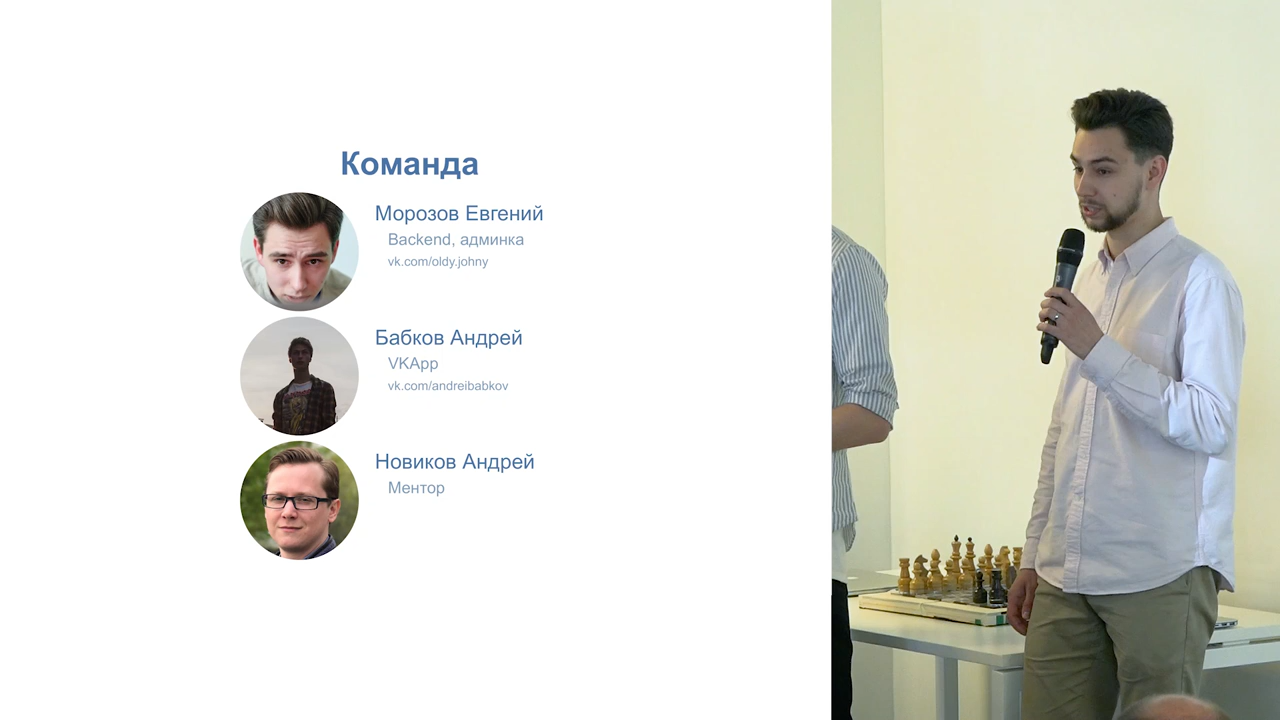 Команда
Морозов Евгений
Backend, админка
vk.com/oldy.johny
Бабков Андрей
VKApp
vk.com/andreibabkov
Новиков Андрей
Ментор